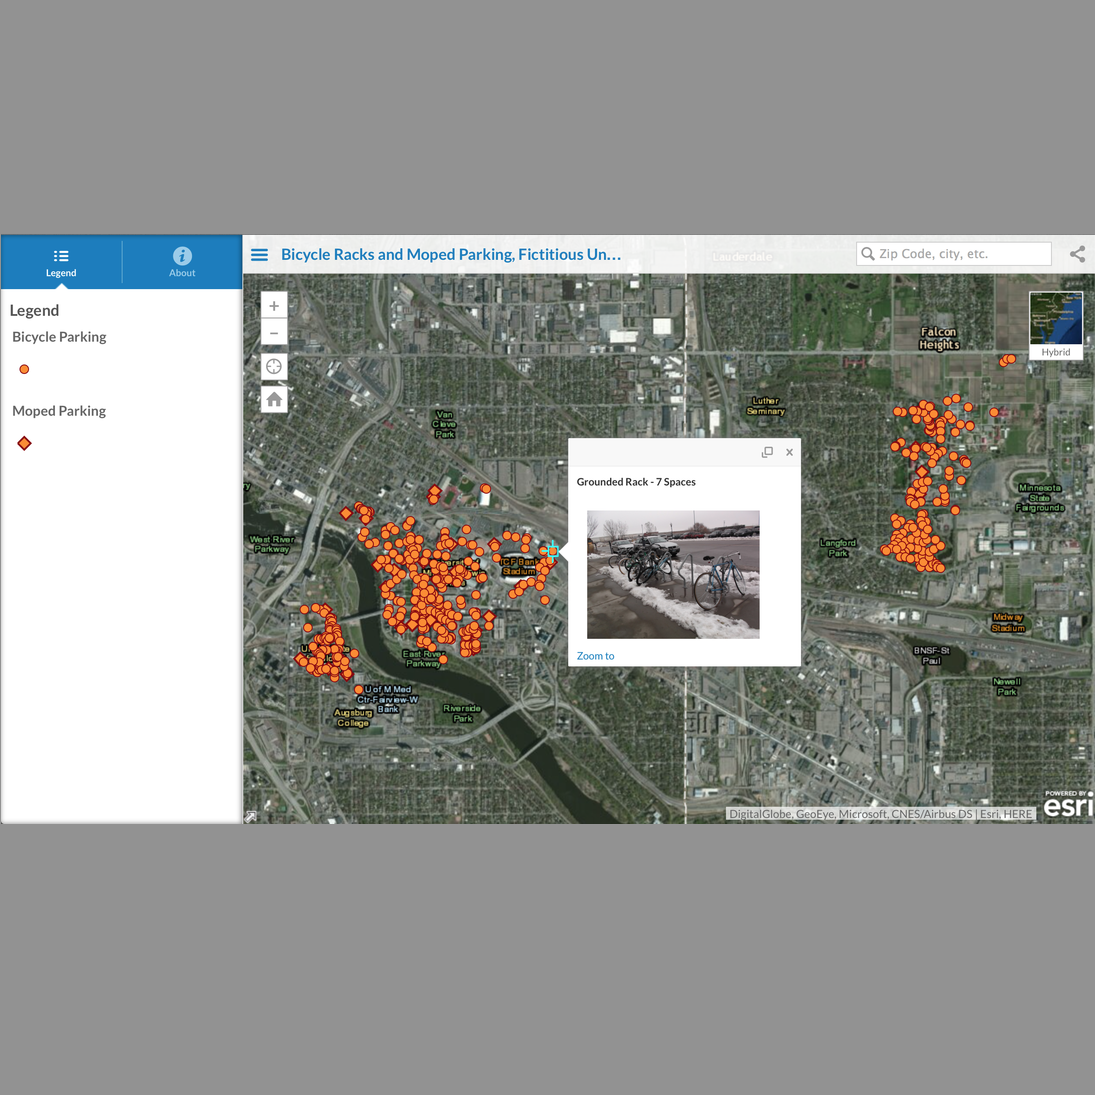 Legend
About
Bicycle Racks and Moped Parking, Fictitious Un...
Zip Code, city, etc.
Lauderdale
Legend
Bicycle Parking
Moped Parking
+
−
Hybrid
Falcon
Heights
Luther
Seminary
Van
Cleve
Park
Grounded Rack - 7 Spaces
Zoom to
Minnesota
State
Fairgrounds
West River
Parkway
Langford
Park
TCF Bank
Stadium
Midway
Stadium
BNSF-St
Paul
East River
Parkway
Newell
Park
U of M Med
Ctr-Fairview-W
Bank
Augsburg
College
Riverside
Park
POWERED BY
esri
DigitalGlobe, GeoEye, Microsoft, CNES/Airbus DS | Esri, HERE